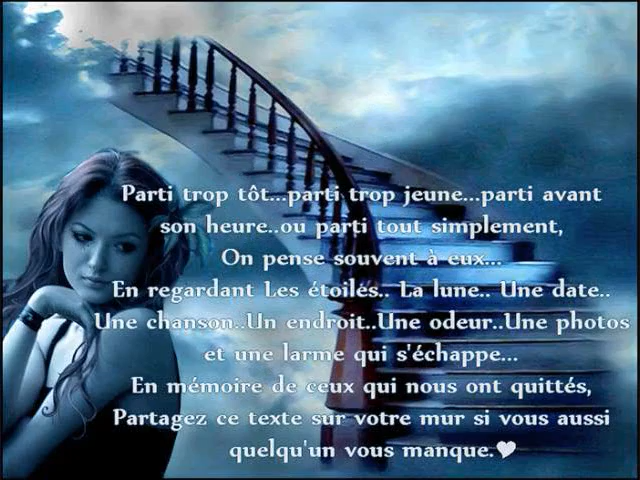 Parti trop tôt...parti trop jeune...parti avant
son heure..ou parti tout simplement,
On pense souvent à eux...
En regardant Les étoiles.. La lune.. Une date..
Une chanson..Un endroit..Une odeur..Une photos
et une larme qui s'échappe...
En mémoire de ceux qui nous ont quittés,
Partagez ce texte sur votre mur si vous aussi
quelqu'un vous manque.♥